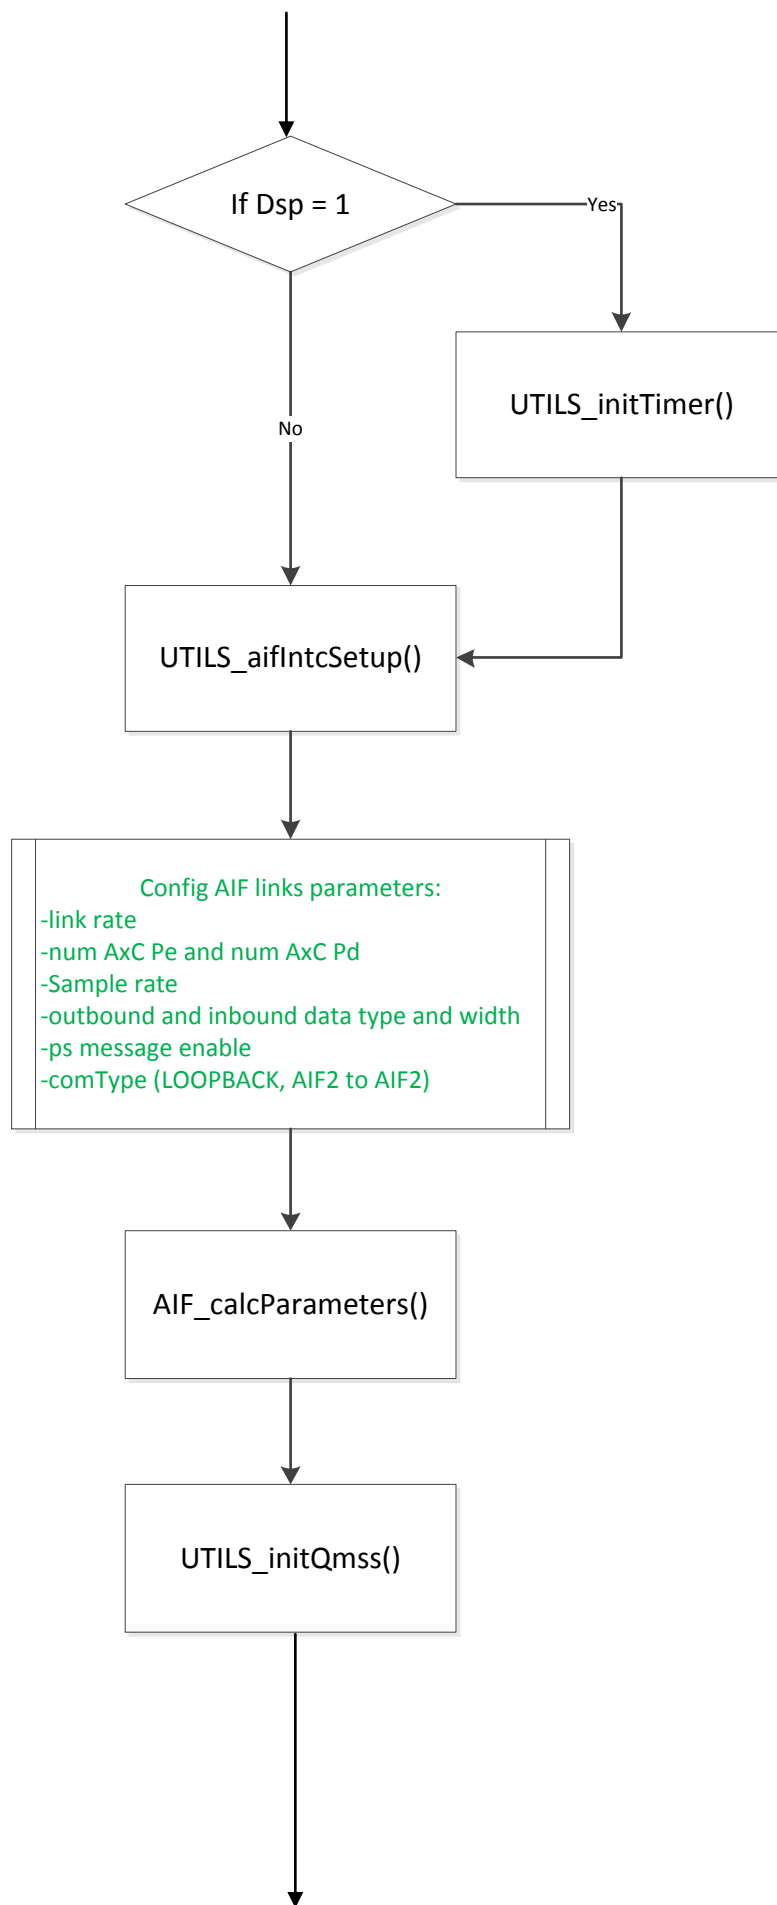 If Dsp = 1
Yes
UTILS_initTimer()
No
UTILS_aifIntcSetup()
Config AIF links parameters:
-link rate
-num AxC Pe and num AxC Pd
-Sample rate
-outbound and inbound data type and width
-ps message enable
-comType (LOOPBACK, AIF2 to AIF2)
AIF_calcParameters()
UTILS_initQmss()